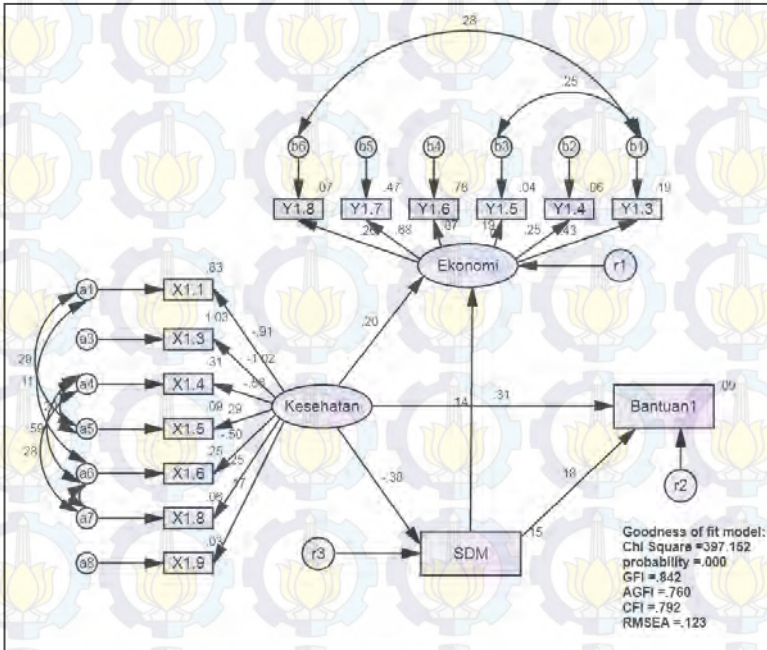 .28
.25
b6 b5 b4 b3 b2 b1
.07 .47 .76 .04 .06 .19
Y1.8 Y1.7 Y1.6 Y1.5 Y1.4 Y1.3
.26 .68 .87 .19 .25 .43
Ekonomi
r1
.83
a1 X1.1
-.91
.20
1.03
a3 X1.3
-1.02
.31
a4 X1.4
.29
.11
.09
.29
Kesehatan
.14
.31
.09
Bantuan1
a5 X1.5
-.50
.59
.25
a6 X1.6
.25
.28
.17
-.38
.18
r2
.06
a7 X1.8
.03
a8 X1.9
r3
SDM
.15
Goodness of fit model:
Chi Square =397.152
probability =.000
GFI =.842
AGFI =.760
CFI =.792
RMSEA =.123